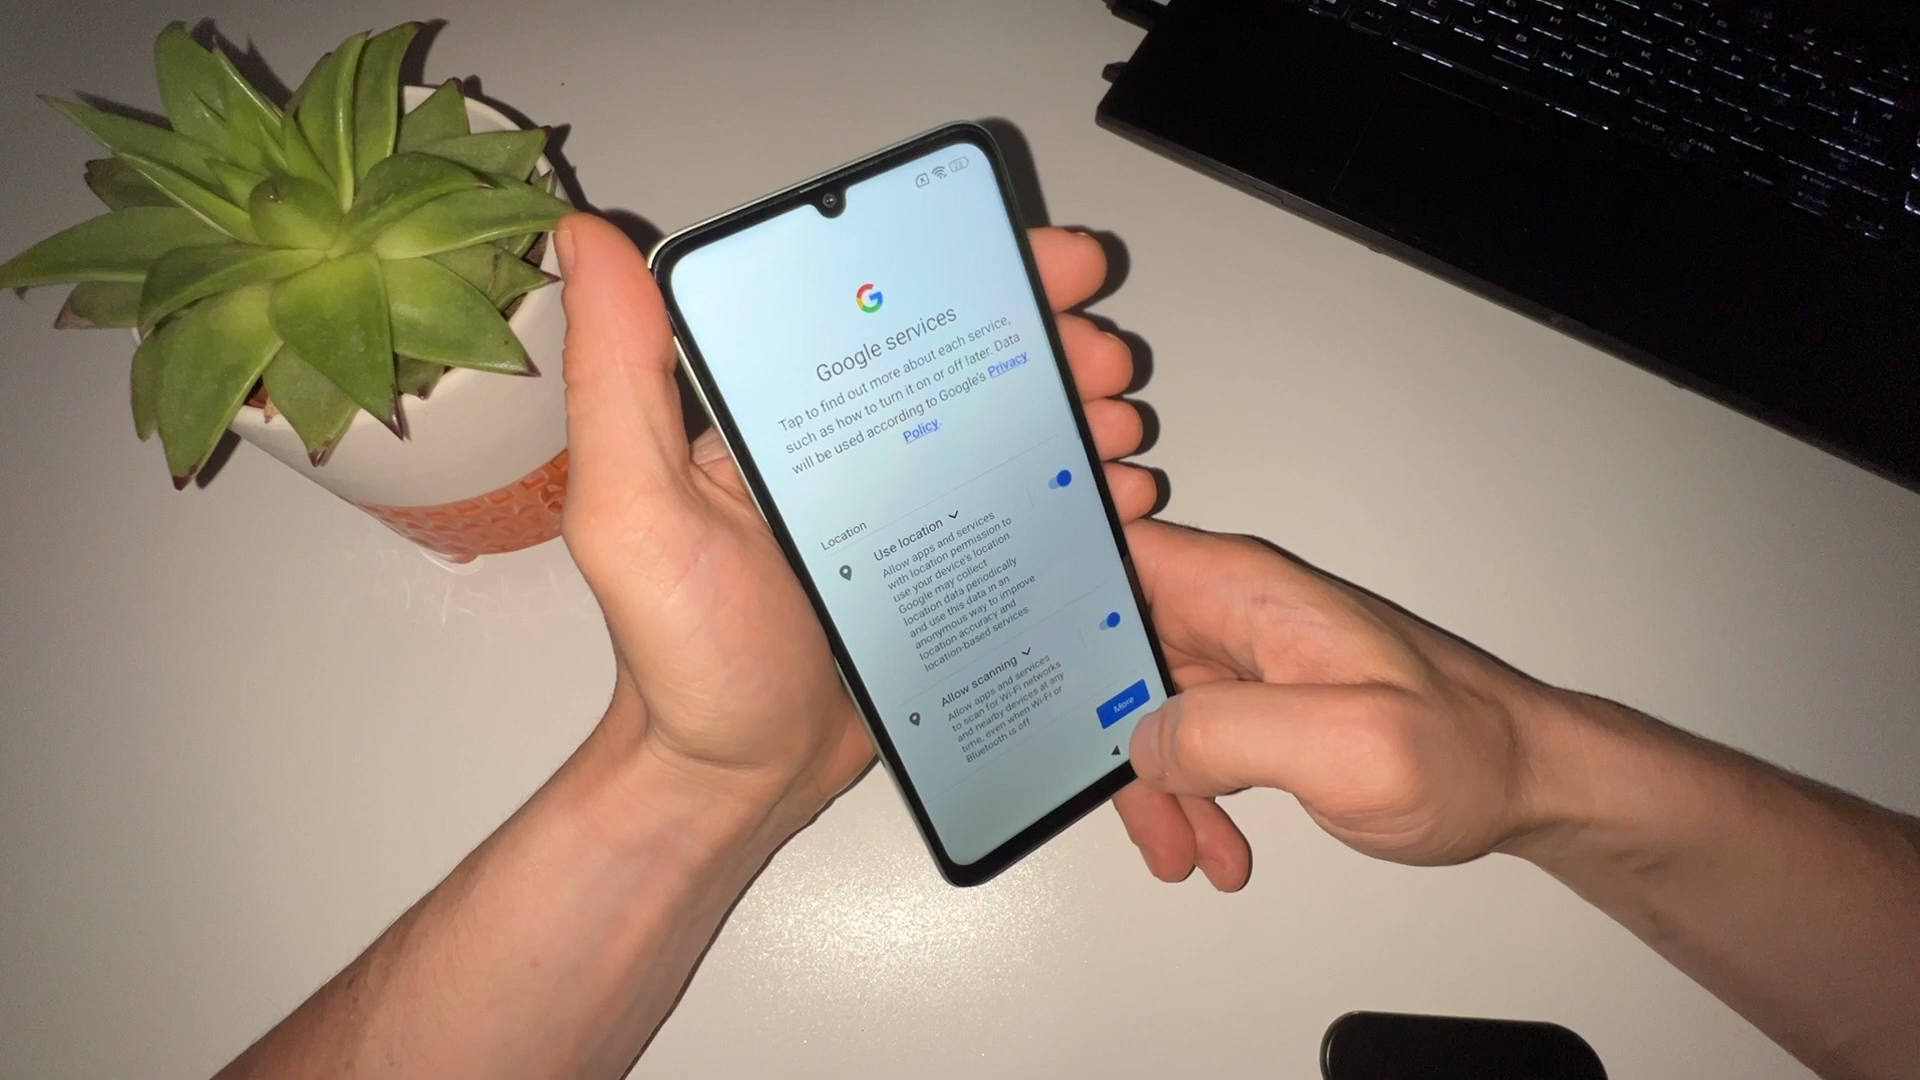 Google services
Tap to find out more about each service,
such as how to turn it on or off later. Data
will be used according to Google's Privacy
Policy.
Location
Use location
Allow apps and services
with location permission to
use your device's location.
Google may collect
location data periodically
and use this data in an
anonymous way to improve
location accuracy and
location-based services.
Allow scanning
Allow apps and services
to scan for Wi-Fi networks
and nearby devices at any
time, even when Wi-Fi or
Bluetooth is off.
More